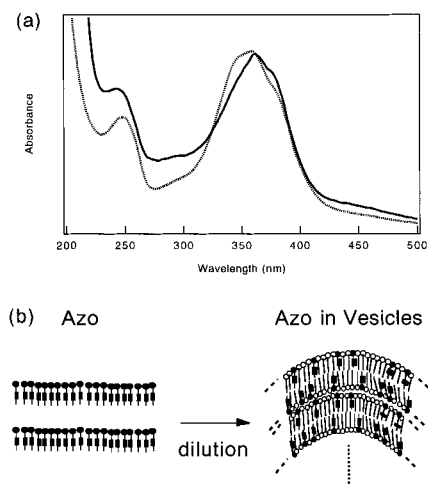 (a)
Absorbance
200 250 300 350 400 450 500
Wavelength (nm)
(b) Azo Azo in Vesicles
dilution